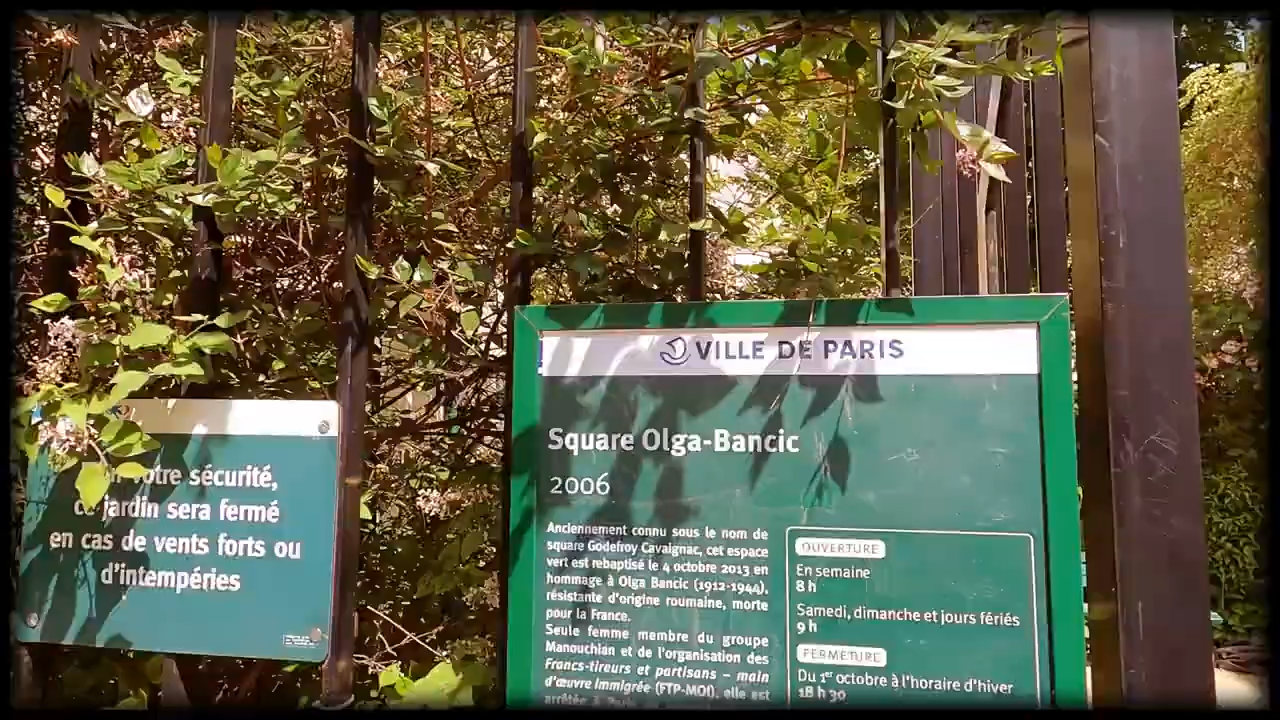 VILLE DE PARIS
Square Olga-Bancic
2006
Anciennement connu sous le nom de
square Godefroy Cavaignac, cet espace
vert est rebaptisé le 4 octobre 2013 en
hommage à Olga Bancic (1912-1944),
résistante d'origine roumaine, morte
pour la France.
Seule femme membre du groupe
Manouchian et de l'organisation des
Francs-tireurs et partisans – main
d'œuvre immigrée (FTP-MOI), elle est
arrêtée à
OUVERTURE
En semaine
8 h
Samedi, dimanche et jours fériés
9 h
FERMETURE
Du 1er octobre à l'horaire d'hiver
18 h 30
sécurité,
ce jardin sera fermé
en cas de vents forts ou
d'intempéries